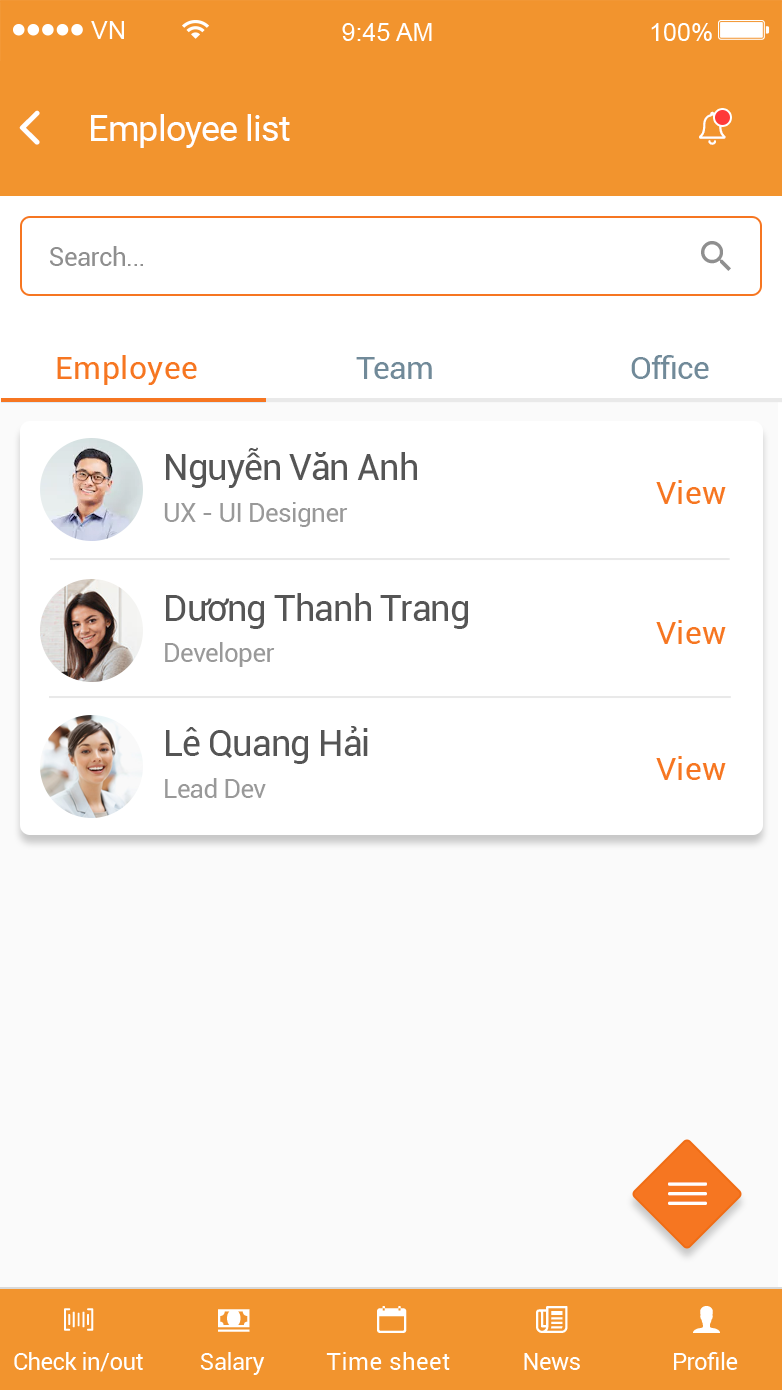 VN 9:45 AM 100%
Employee list
Search...
Employee Team Office
Nguyễn Văn Anh
UX - UI Designer
View
Dương Thanh Trang
Developer
View
Lê Quang Hải
Lead Dev
View
Check in/out Salary Time sheet News Profile